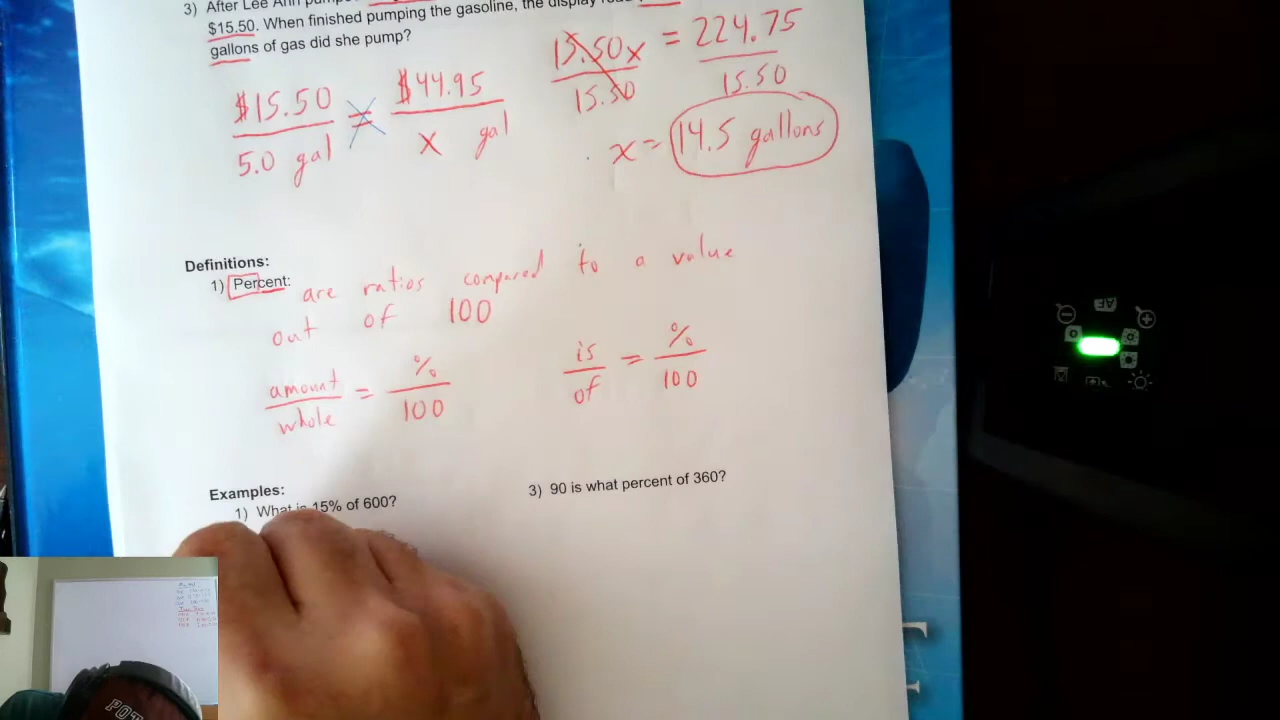 3) After Lee Ann
$15.50. When finished pumping the gasoline, the display
gallons of gas did she pump?
$15.50 / 5.0 gal = $44.95 / x gal
15.50x / 15.50 = 224.75 / 15.50
x = 14.5 gallons
Definitions:
1) Percent: are ratios compared to a value
out of 100
amount / whole = % / 100
is / of = % / 100
Examples:
1) What is 15% of 600?
3) 90 is what percent of 360?
AF
POT